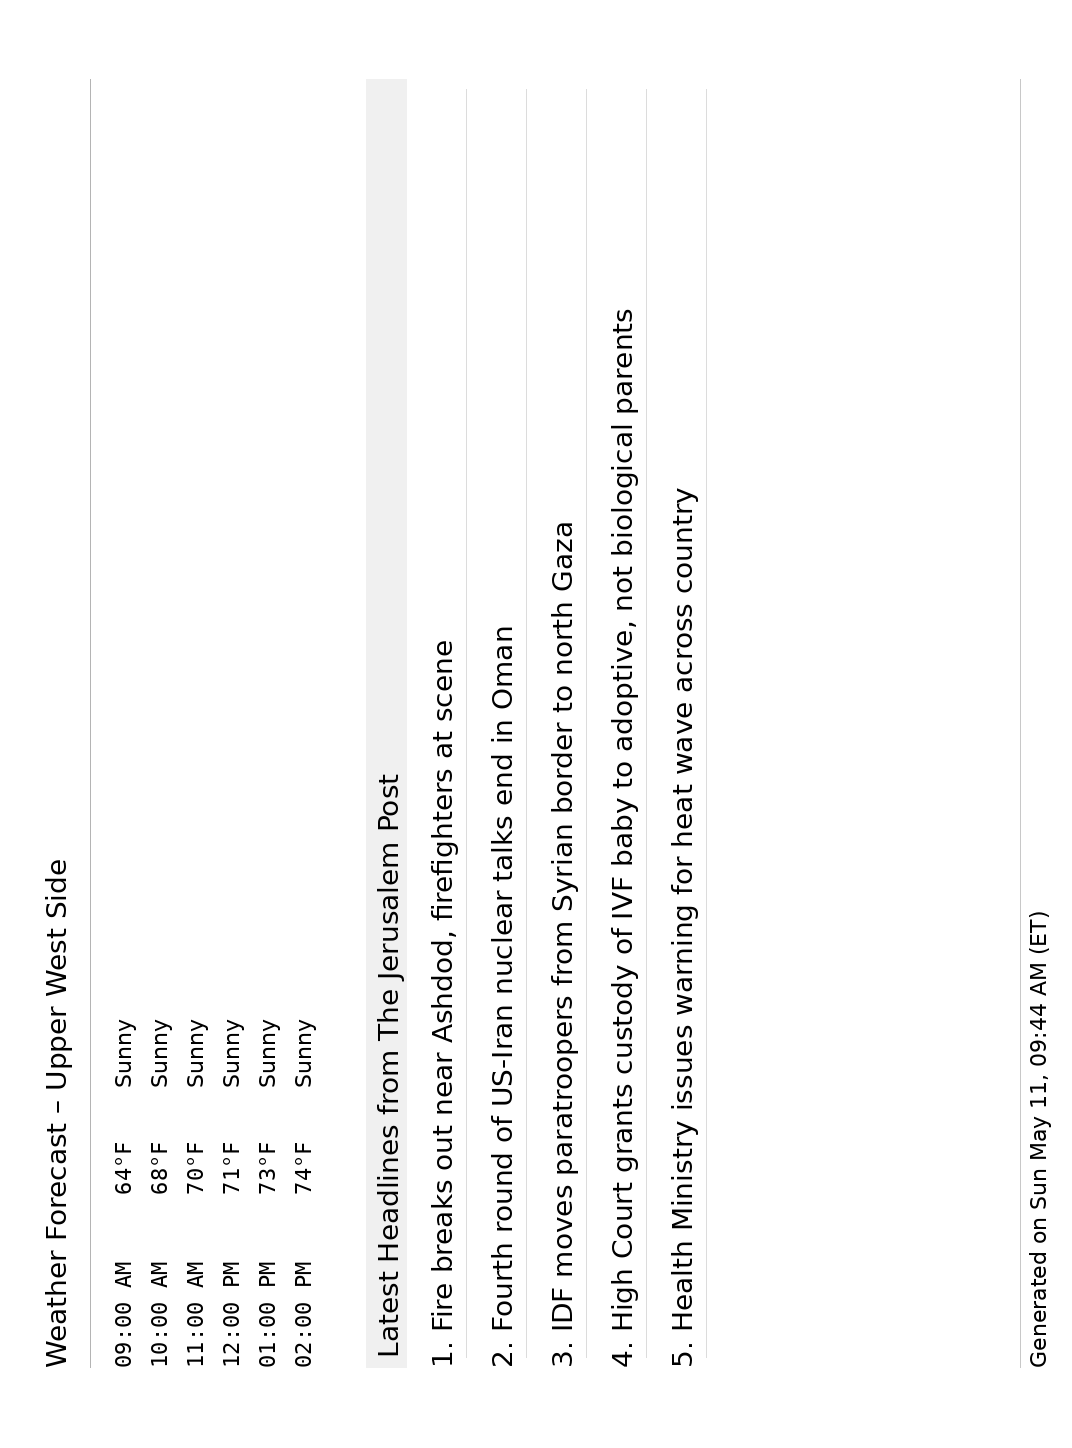 Weather Forecast – Upper West Side
09:00 AM 64°F Sunny
10:00 AM 68°F Sunny
11:00 AM 70°F Sunny
12:00 PM 71°F Sunny
01:00 PM 73°F Sunny
02:00 PM 74°F Sunny
Latest Headlines from The Jerusalem Post
1. Fire breaks out near Ashdod, firefighters at scene
2. Fourth round of US-Iran nuclear talks end in Oman
3. IDF moves paratroopers from Syrian border to north Gaza
4. High Court grants custody of IVF baby to adoptive, not biological parents
5. Health Ministry issues warning for heat wave across country
Generated on Sun May 11, 09:44 AM (ET)